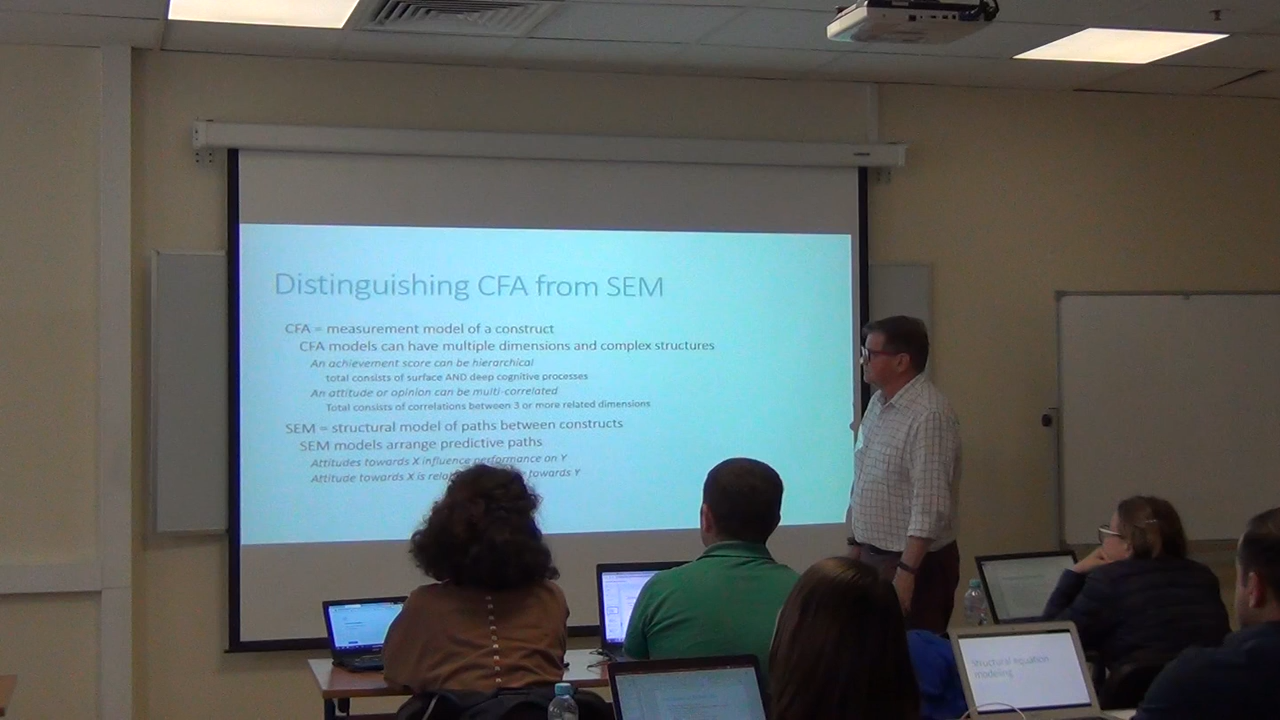 Distinguishing CFA from SEM
CFA = measurement model of a construct
CFA models can have multiple dimensions and complex structures
An achievement score can be hierarchical
total consists of surface AND deep cognitive processes
An attitude or opinion can be multi-correlated
Total consists of correlations between 3 or more related dimensions
SEM = structural model of paths between constructs
SEM models arrange predictive paths
Attitudes towards X influence performance on Y
Attitude towards X is towards Y
Structural equation
modeling